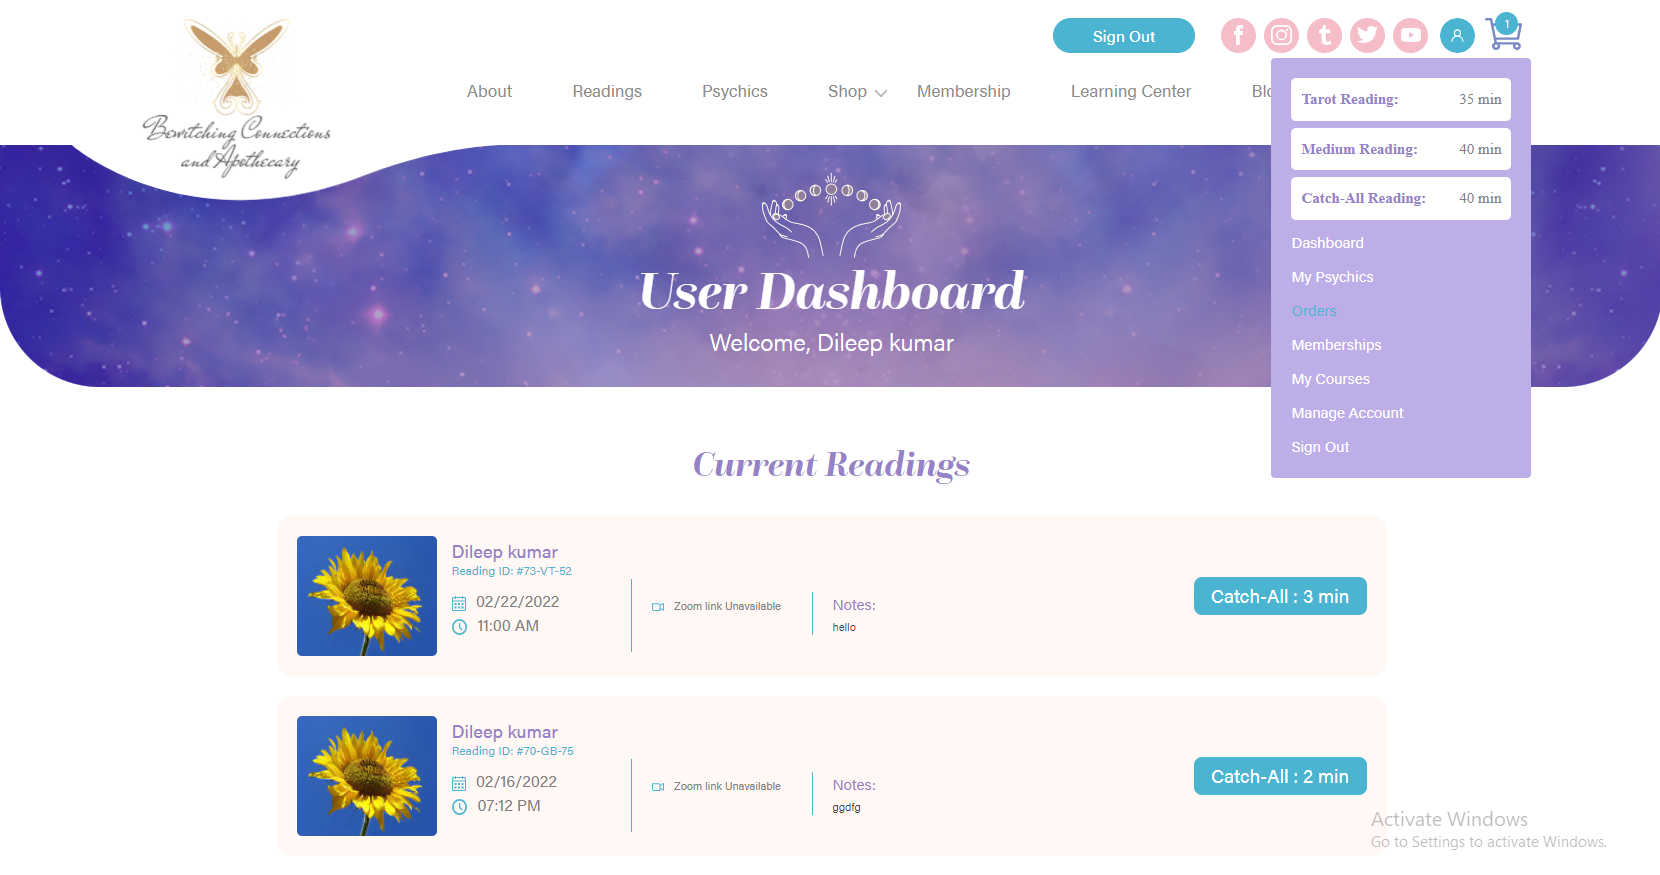 Bewitching Connections
and Apothecary
Sign Out
1
About
Readings
Psychics
Shop
Membership
Learning Center
Tarot Reading: 35 min
Medium Reading: 40 min
Catch-All Reading: 40 min
Dashboard
My Psychics
Orders
Memberships
My Courses
Manage Account
Sign Out
User Dashboard
Welcome, Dileep kumar
Current Readings
Dileep kumar
Reading ID: #73-VT-52
02/22/2022
11:00 AM
Zoom link Unavailable
Notes:
hello
Catch-All : 3 min
Dileep kumar
Reading ID: #70-GB-75
02/16/2022
07:12 PM
Zoom link Unavailable
Notes:
ggdfg
Catch-All : 2 min
Activate Windows
Go to Settings to activate Windows.